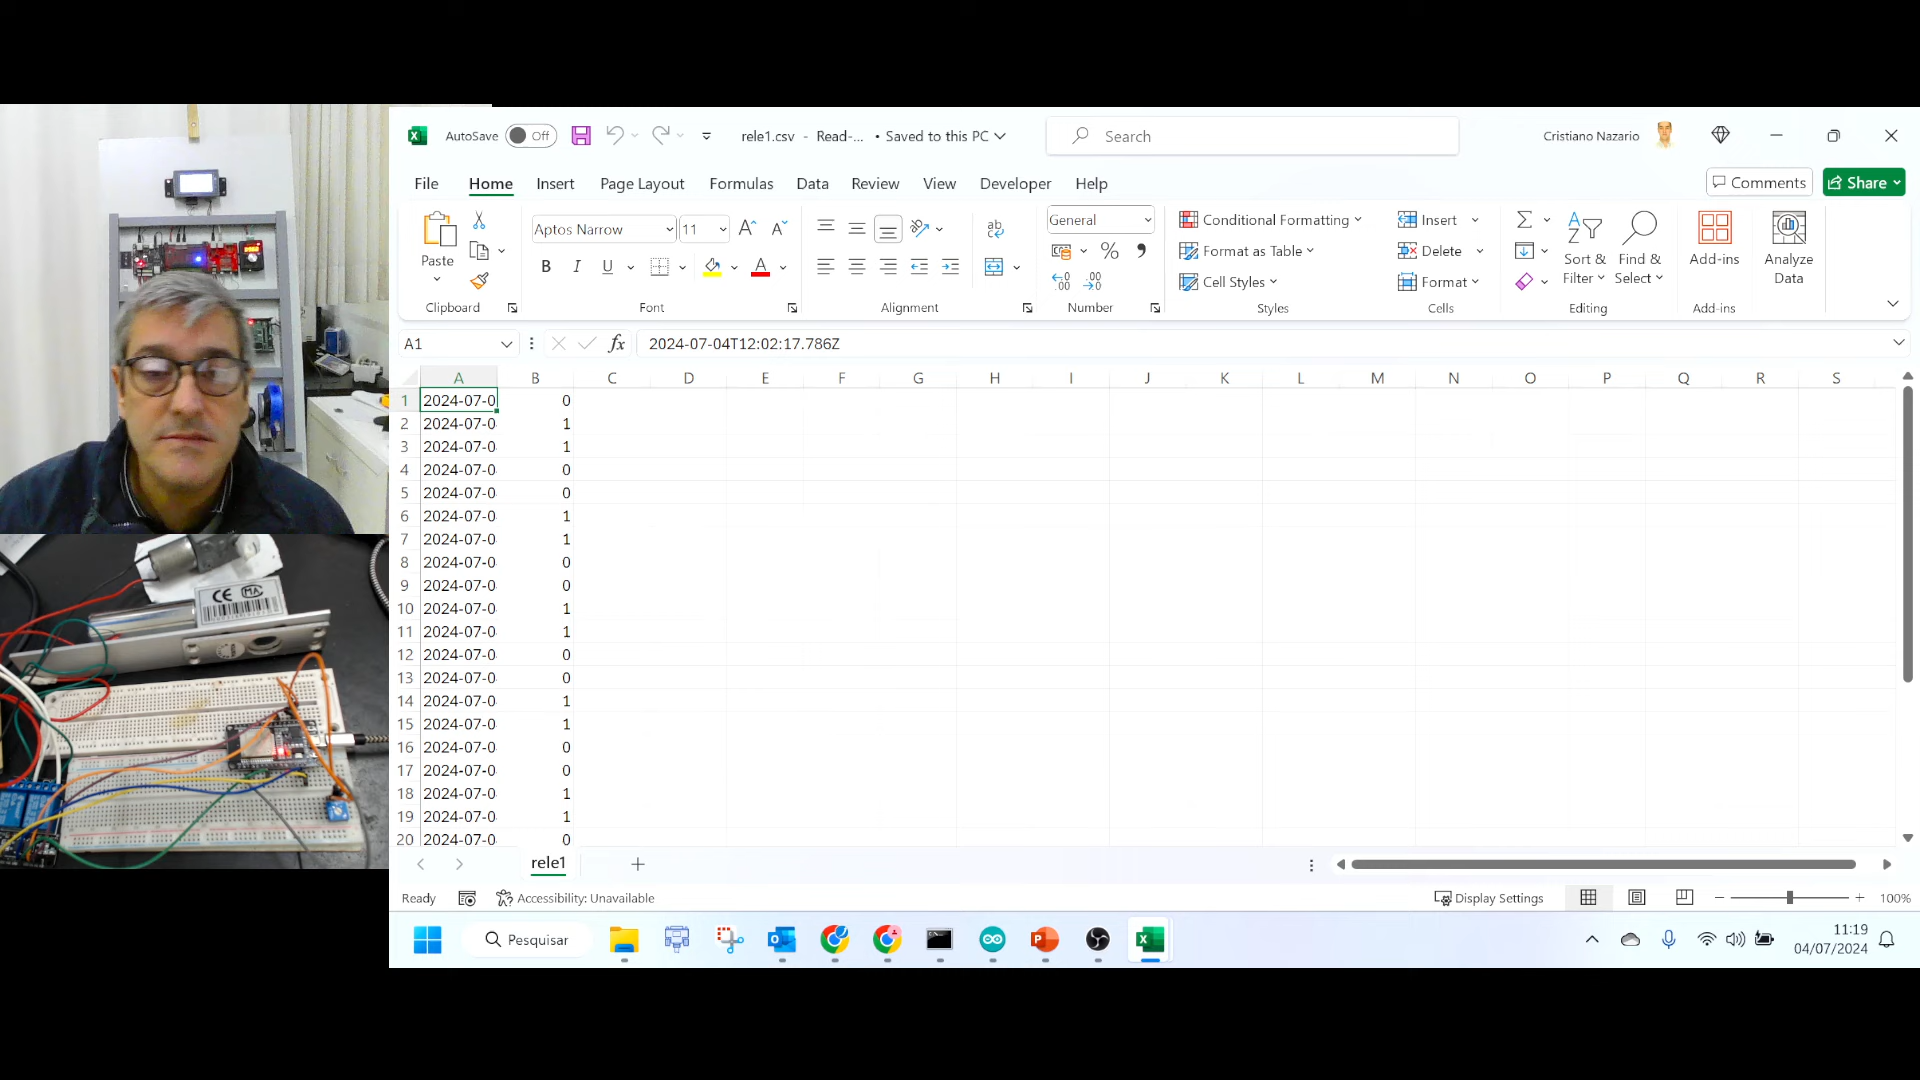 AutoSave Off rele1.csv - Read-... • Saved to this PC Search Cristiano Nazario
File Home Insert Page Layout Formulas Data Review View Developer Help Comments Share
Paste Aptos Narrow 11 General Conditional Formatting Insert
Format as Table Delete
B I U A % Cell Styles Format
Sort & Filter Find & Select Add-ins Analyze Data
Clipboard Font Alignment Number Styles Cells Editing Add-ins
A1 fx 2024-07-04T12:02:17.786Z
A B C D E F G H I J K L M N O P Q R S
1 2024-07-0 0
2 2024-07-0 1
3 2024-07-0 1
4 2024-07-0 0
5 2024-07-0 0
6 2024-07-0 1
7 2024-07-0 1
8 2024-07-0 0
9 2024-07-0 0
10 2024-07-0 1
11 2024-07-0 1
12 2024-07-0 0
13 2024-07-0 0
14 2024-07-0 1
15 2024-07-0 1
16 2024-07-0 0
17 2024-07-0 0
18 2024-07-0 1
19 2024-07-0 1
20 2024-07-0 0
rele1
Ready Accessibility: Unavailable Display Settings 100%
Pesquisar 11:19
04/07/2024
CE MA